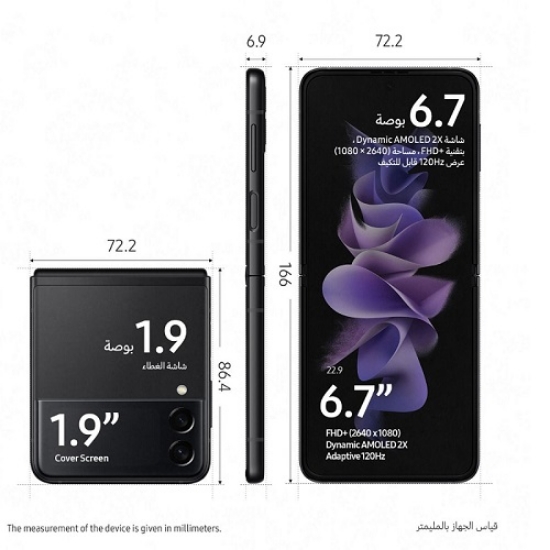 6.9
72.2
6.7 بوصة
شاشة Dynamic AMOLED 2X ،
بتقنية +FHD ، مساحة (2640 × 1080)
عرض 120Hz قابل للتكيف
72.2
166
1.9 بوصة
شاشة الغطاء
86.4
22.9
6.7”
1.9”
FHD+ (2640 x1080)
Dynamic AMOLED 2X
Adaptive 120Hz
Cover Screen
The measurement of the device is given in millimeters.
قياس الجهاز بالمليمتر